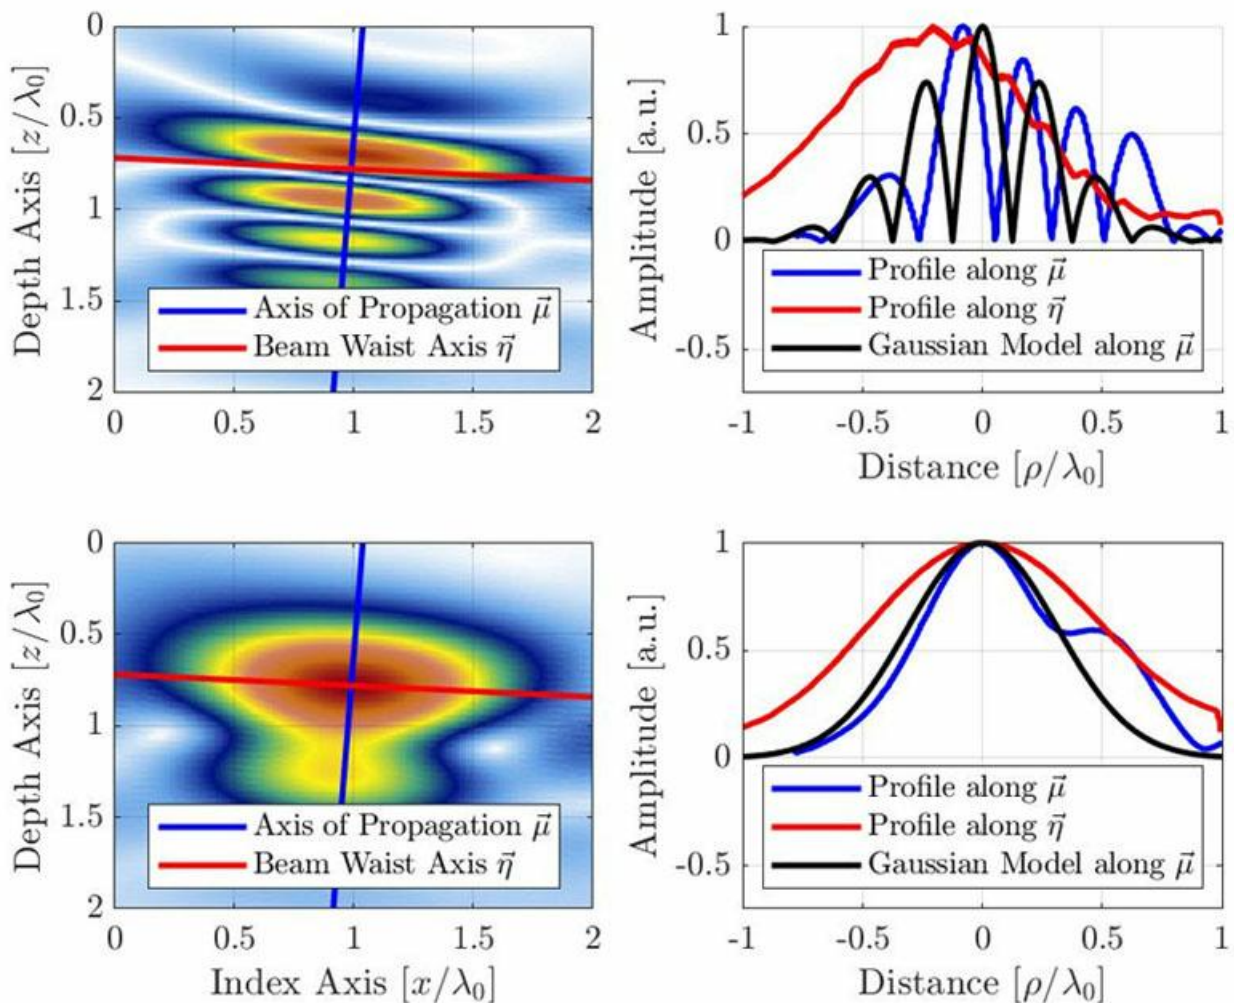 0
0.5
1
1.5
2
Depth Axis [z/λ₀]
Axis of Propagation μ⃗
Beam Waist Axis η⃗
0 0.5 1 1.5 2
1
0.5
0
-0.5
Amplitude [a.u.]
Profile along μ⃗
Profile along η⃗
Gaussian Model along μ⃗
-1 -0.5 0 0.5 1
Distance [ρ/λ₀]
0
0.5
1
1.5
2
Depth Axis [z/λ₀]
Axis of Propagation μ⃗
Beam Waist Axis η⃗
0 0.5 1 1.5 2
Index Axis [x/λ₀]
1
0.5
0
-0.5
Amplitude [a.u.]
Profile along μ⃗
Profile along η⃗
Gaussian Model along μ⃗
-1 -0.5 0 0.5 1
Distance [ρ/λ₀]